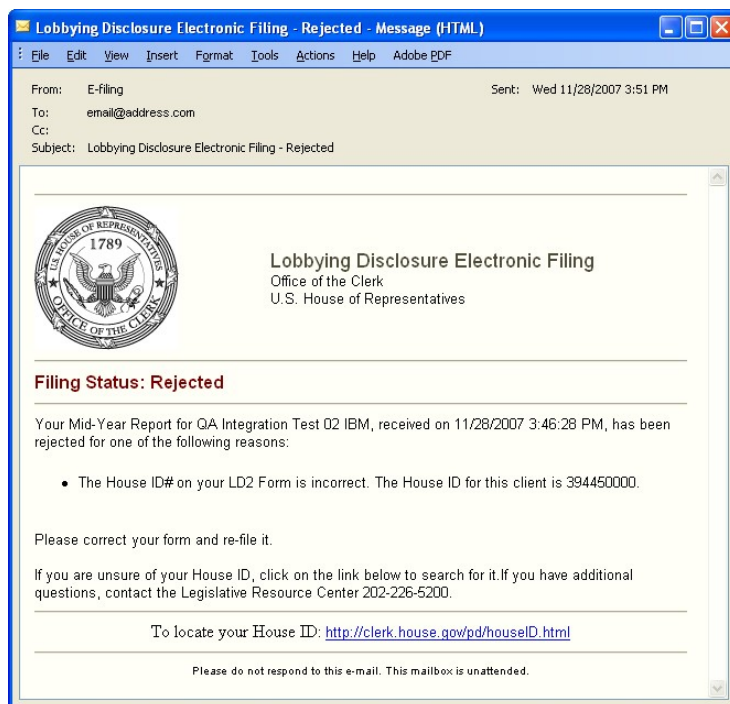 Lobbying Disclosure Electronic Filing - Rejected - Message (HTML)
File Edit View Insert Format Tools Actions Help Adobe PDF
From: E-filing Sent: Wed 11/28/2007 3:51 PM
To: email@address.com
Cc:
Subject: Lobbying Disclosure Electronic Filing - Rejected
U.S. HOUSE OF REPRESENTATIVES
1789
OFFICE OF THE CLERK
Lobbying Disclosure Electronic Filing
Office of the Clerk
U.S. House of Representatives
Filing Status: Rejected
Your Mid-Year Report for QA Integration Test 02 IBM, received on 11/28/2007 3:46:28 PM, has been
rejected for one of the following reasons:
• The House ID# on your LD2 Form is incorrect. The House ID for this client is 394450000.
Please correct your form and re-file it.
If you are unsure of your House ID, click on the link below to search for it.If you have additional
questions, contact the Legislative Resource Center 202-226-5200.
To locate your House ID: http://clerk.house.gov/pd/houseID.html
Please do not respond to this e-mail. This mailbox is unattended.